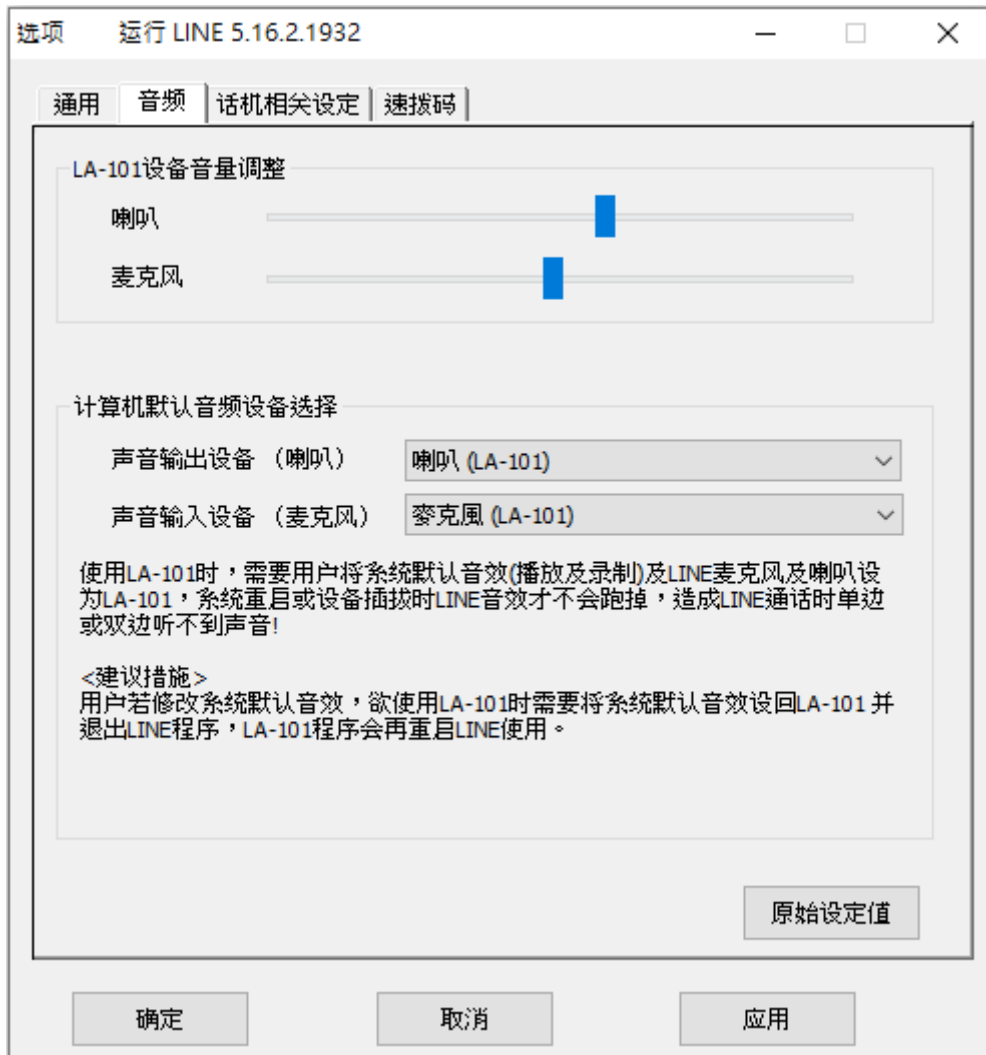 选项 运行 LINE 5.16.2.1932
通用 音频 话机相关设定 速拨码
LA-101设备音量调整
喇叭
麦克风
计算机默认音频设备选择
声音输出设备（喇叭） 喇叭 (LA-101)
声音输入设备（麦克风） 麥克風 (LA-101)
使用LA-101时，需要用户将系统默认音效(播放及录制)及LINE麦克风及喇叭设
为LA-101，系统重启或设备插拔时LINE音效才不会跑掉，造成LINE通话时单边
或双边听不到声音!
<建议措施>
用户若修改系统默认音效，欲使用LA-101时需要将系统默认音效设回LA-101 并
退出LINE程序，LA-101程序会再重启LINE使用。
原始设定值
确定 取消 应用